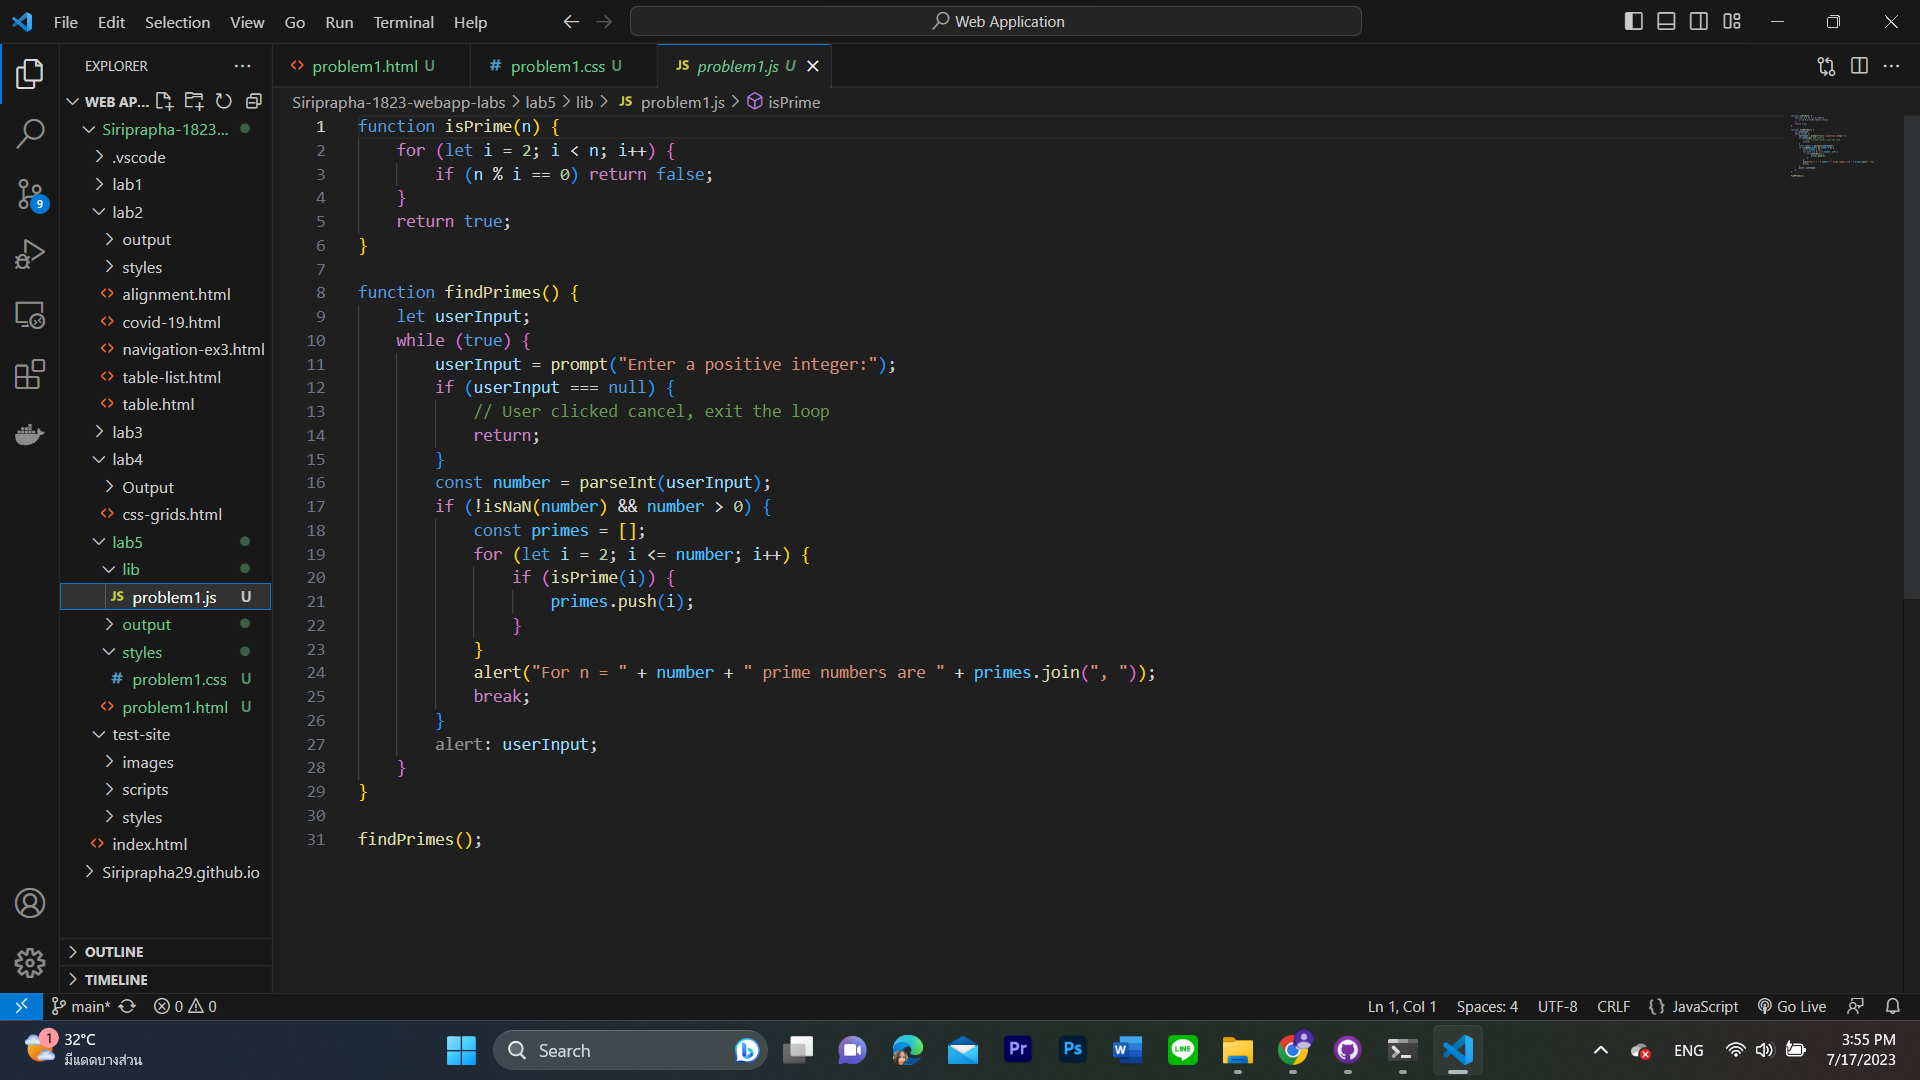 File Edit Selection View Go Run Terminal Help
Web Application
EXPLORER
problem1.html U
# problem1.css U
JS problem1.js U
WEB AP...
Siriprapha-1823-webapp-labs > lab5 > lib > JS problem1.js > isPrime
Siriprapha-1823...
.vscode
lab1
lab2
output
styles
alignment.html
covid-19.html
navigation-ex3.html
table-list.html
table.html
lab3
lab4
Output
css-grids.html
lab5
lib
JS problem1.js U
output
styles
# problem1.css U
problem1.html U
test-site
images
scripts
styles
index.html
Siriprapha29.github.io
OUTLINE
TIMELINE
9
1 function isPrime(n) {
2 for (let i = 2; i < n; i++) {
3 if (n % i == 0) return false;
4 }
5 return true;
6 }
7
8 function findPrimes() {
9 let userInput;
10 while (true) {
11 userInput = prompt("Enter a positive integer:");
12 if (userInput === null) {
13 // User clicked cancel, exit the loop
14 return;
15 }
16 const number = parseInt(userInput);
17 if (!isNaN(number) && number > 0) {
18 const primes = [];
19 for (let i = 2; i <= number; i++) {
20 if (isPrime(i)) {
21 primes.push(i);
22 }
23 }
24 alert("For n = " + number + " prime numbers are " + primes.join(", "));
25 break;
26 }
27 alert: userInput;
28 }
29 }
30
31 findPrimes();
main* 0 0
Ln 1, Col 1 Spaces: 4 UTF-8 CRLF {} JavaScript Go Live
1
32°C
มีแดดบางส่วน
Search
Pr
Ps
W
LINE
ENG
3:55 PM
7/17/2023